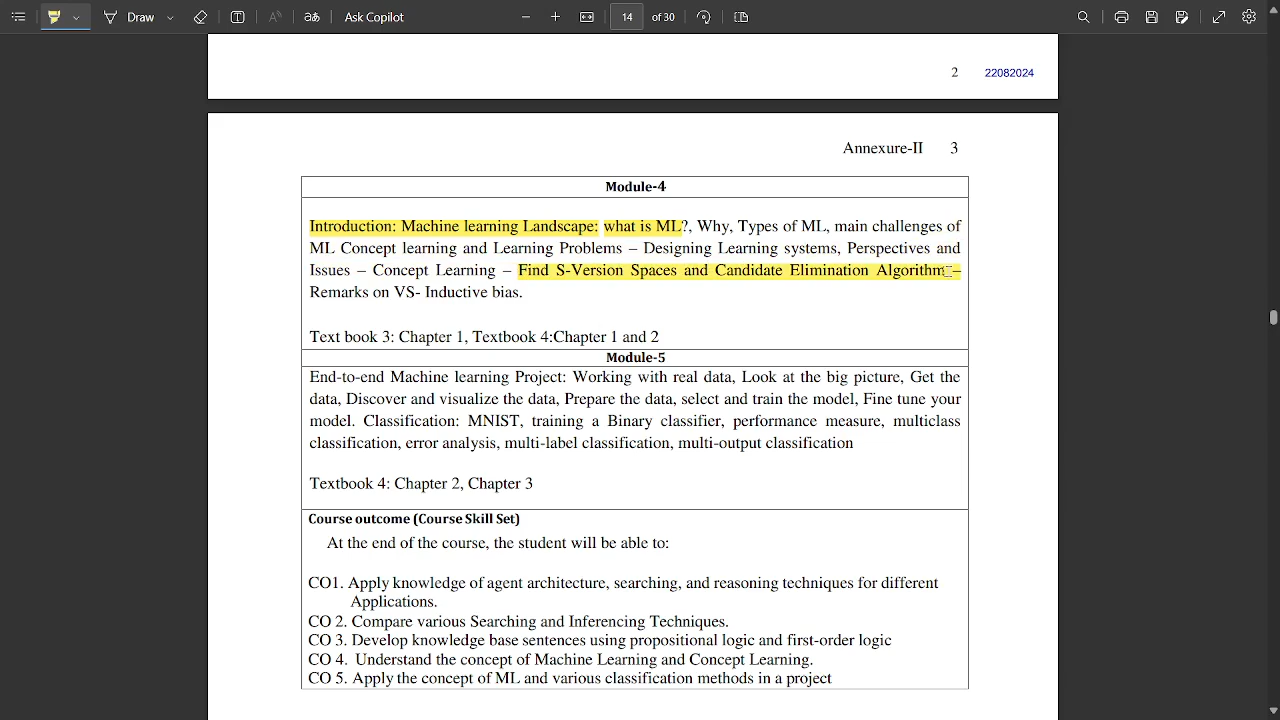 Draw
Ask Copilot
14 of 30
2 22082024
Annexure-II 3
Module-4
Introduction: Machine learning Landscape: what is ML?, Why, Types of ML, main challenges of
ML Concept learning and Learning Problems – Designing Learning systems, Perspectives and
Issues – Concept Learning – Find S-Version Spaces and Candidate Elimination Algorithm –
Remarks on VS- Inductive bias.
Text book 3: Chapter 1, Textbook 4:Chapter 1 and 2
Module-5
End-to-end Machine learning Project: Working with real data, Look at the big picture, Get the
data, Discover and visualize the data, Prepare the data, select and train the model, Fine tune your
model. Classification: MNIST, training a Binary classifier, performance measure, multiclass
classification, error analysis, multi-label classification, multi-output classification
Textbook 4: Chapter 2, Chapter 3
Course outcome (Course Skill Set)
At the end of the course, the student will be able to:
CO1. Apply knowledge of agent architecture, searching, and reasoning techniques for different
Applications.
CO 2. Compare various Searching and Inferencing Techniques.
CO 3. Develop knowledge base sentences using propositional logic and first-order logic
CO 4. Understand the concept of Machine Learning and Concept Learning.
CO 5. Apply the concept of ML and various classification methods in a project